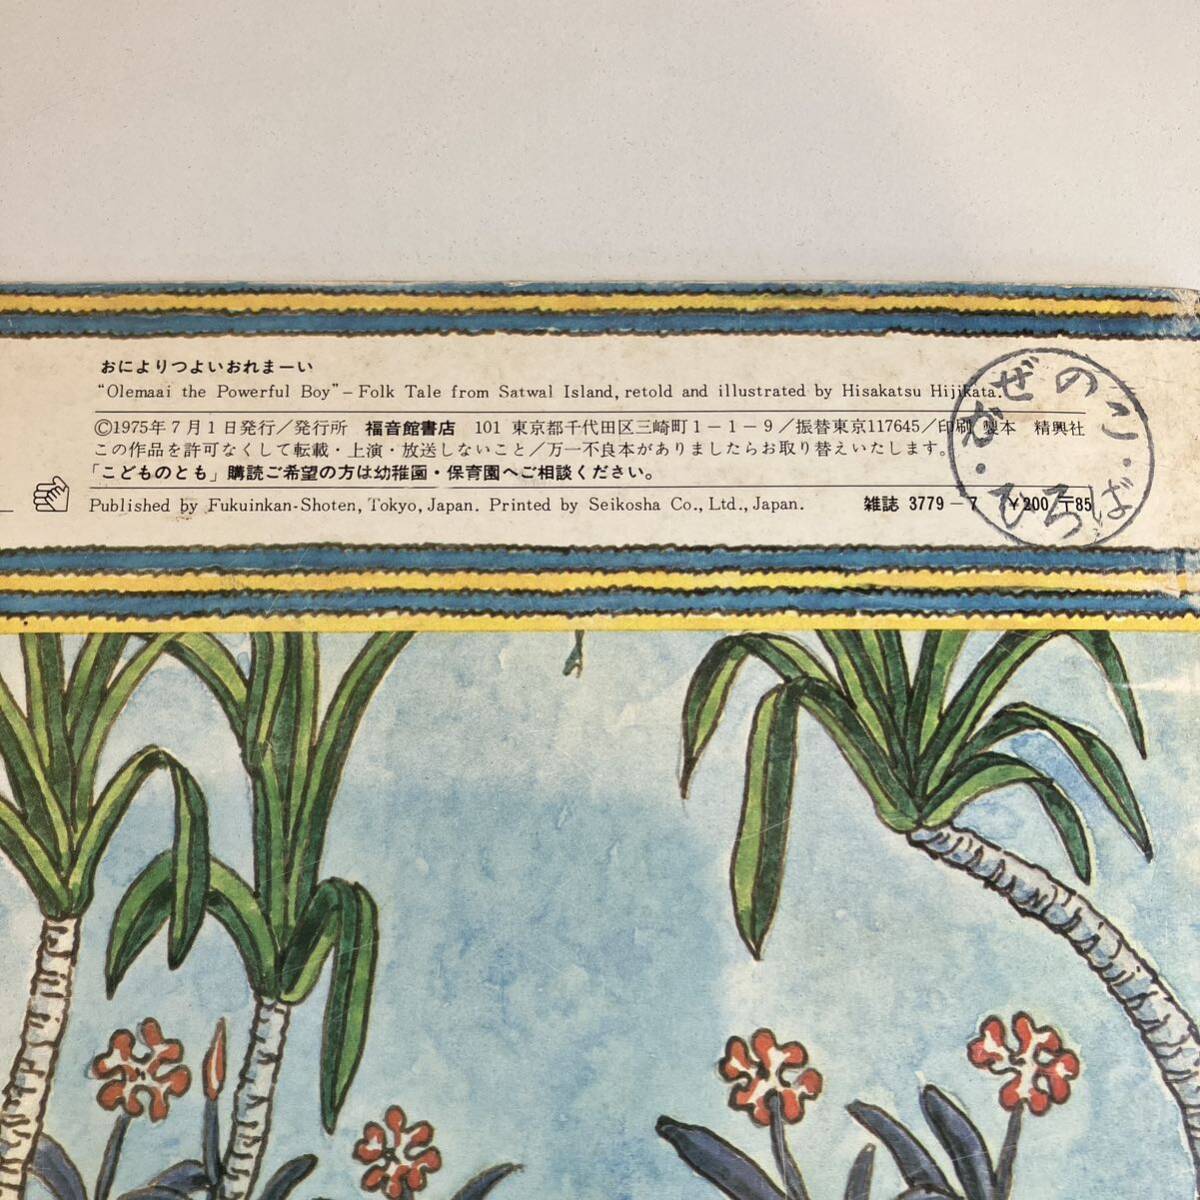 おによりつよいおれまーい
"Olemaai the Powerful Boy" – Folk Tale from Satwal Island, retold and illustrated by Hisakatsu Hijikata.
©1975年7月1日発行／発行所 福音館書店 101 東京都千代田区三崎町1-1-9／振替東京117645／印刷 製本 精興社
この作品を許可なくして転載・上演・放送しないこと／万一不良本がありましたらお取り替えいたします。
「こどものとも」購読ご希望の方は幼稚園・保育園へご相談ください。
Published by Fukuinkan-Shoten, Tokyo, Japan. Printed by Seikosha Co., Ltd., Japan.
雑誌 3779-7 ¥200 〒85
かぜのこ・
ひろば・